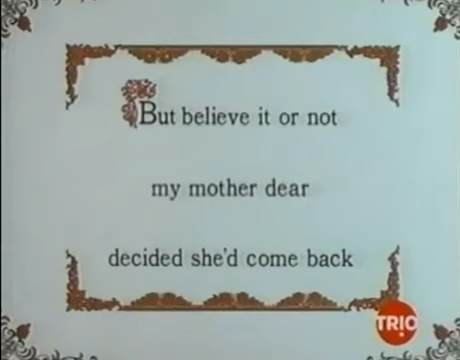 But believe it or not
my mother dear
decided she'd come back
TRIO